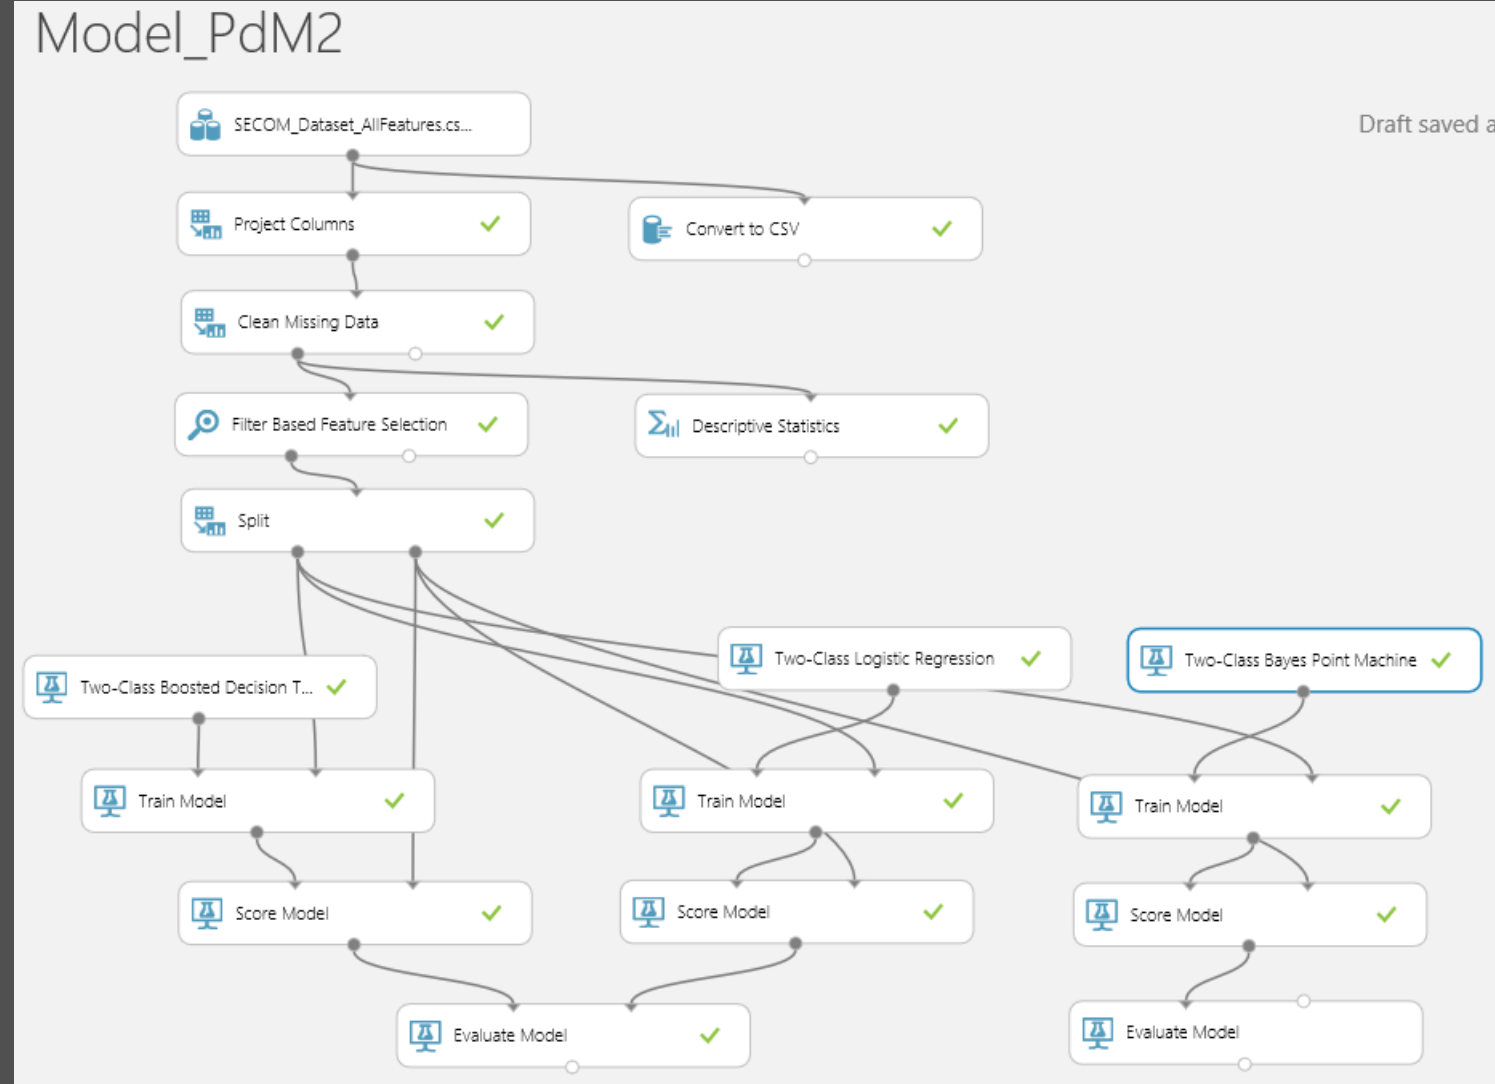 Model_PdM2
SECOM_Dataset_AllFeatures.cs...
Draft saved a
Project Columns
Convert to CSV
Clean Missing Data
Filter Based Feature Selection
Descriptive Statistics
Split
Two-Class Boosted Decision T...
Two-Class Logistic Regression
Two-Class Bayes Point Machine
Train Model
Train Model
Train Model
Score Model
Score Model
Score Model
Evaluate Model
Evaluate Model